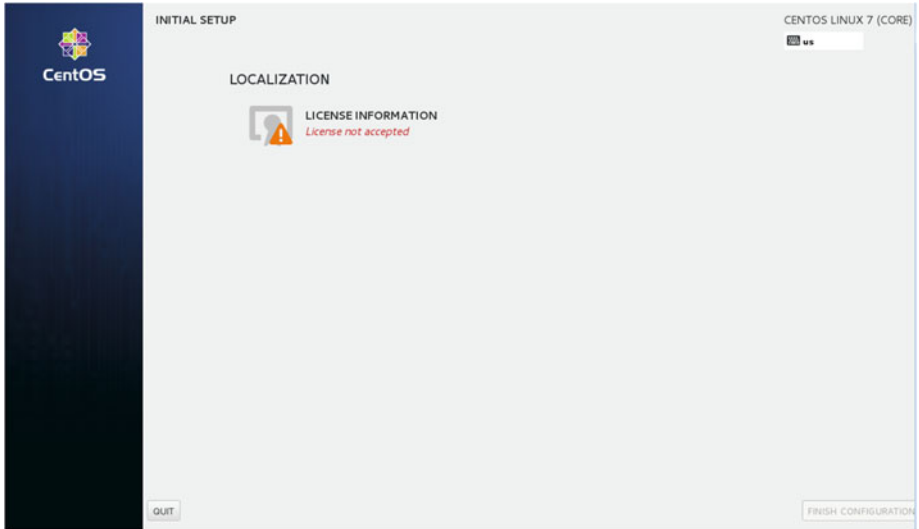 INITIAL SETUP
CENTOS LINUX 7 (CORE)
us
CentOS
LOCALIZATION
LICENSE INFORMATION
License not accepted
QUIT
FINISH CONFIGURATION